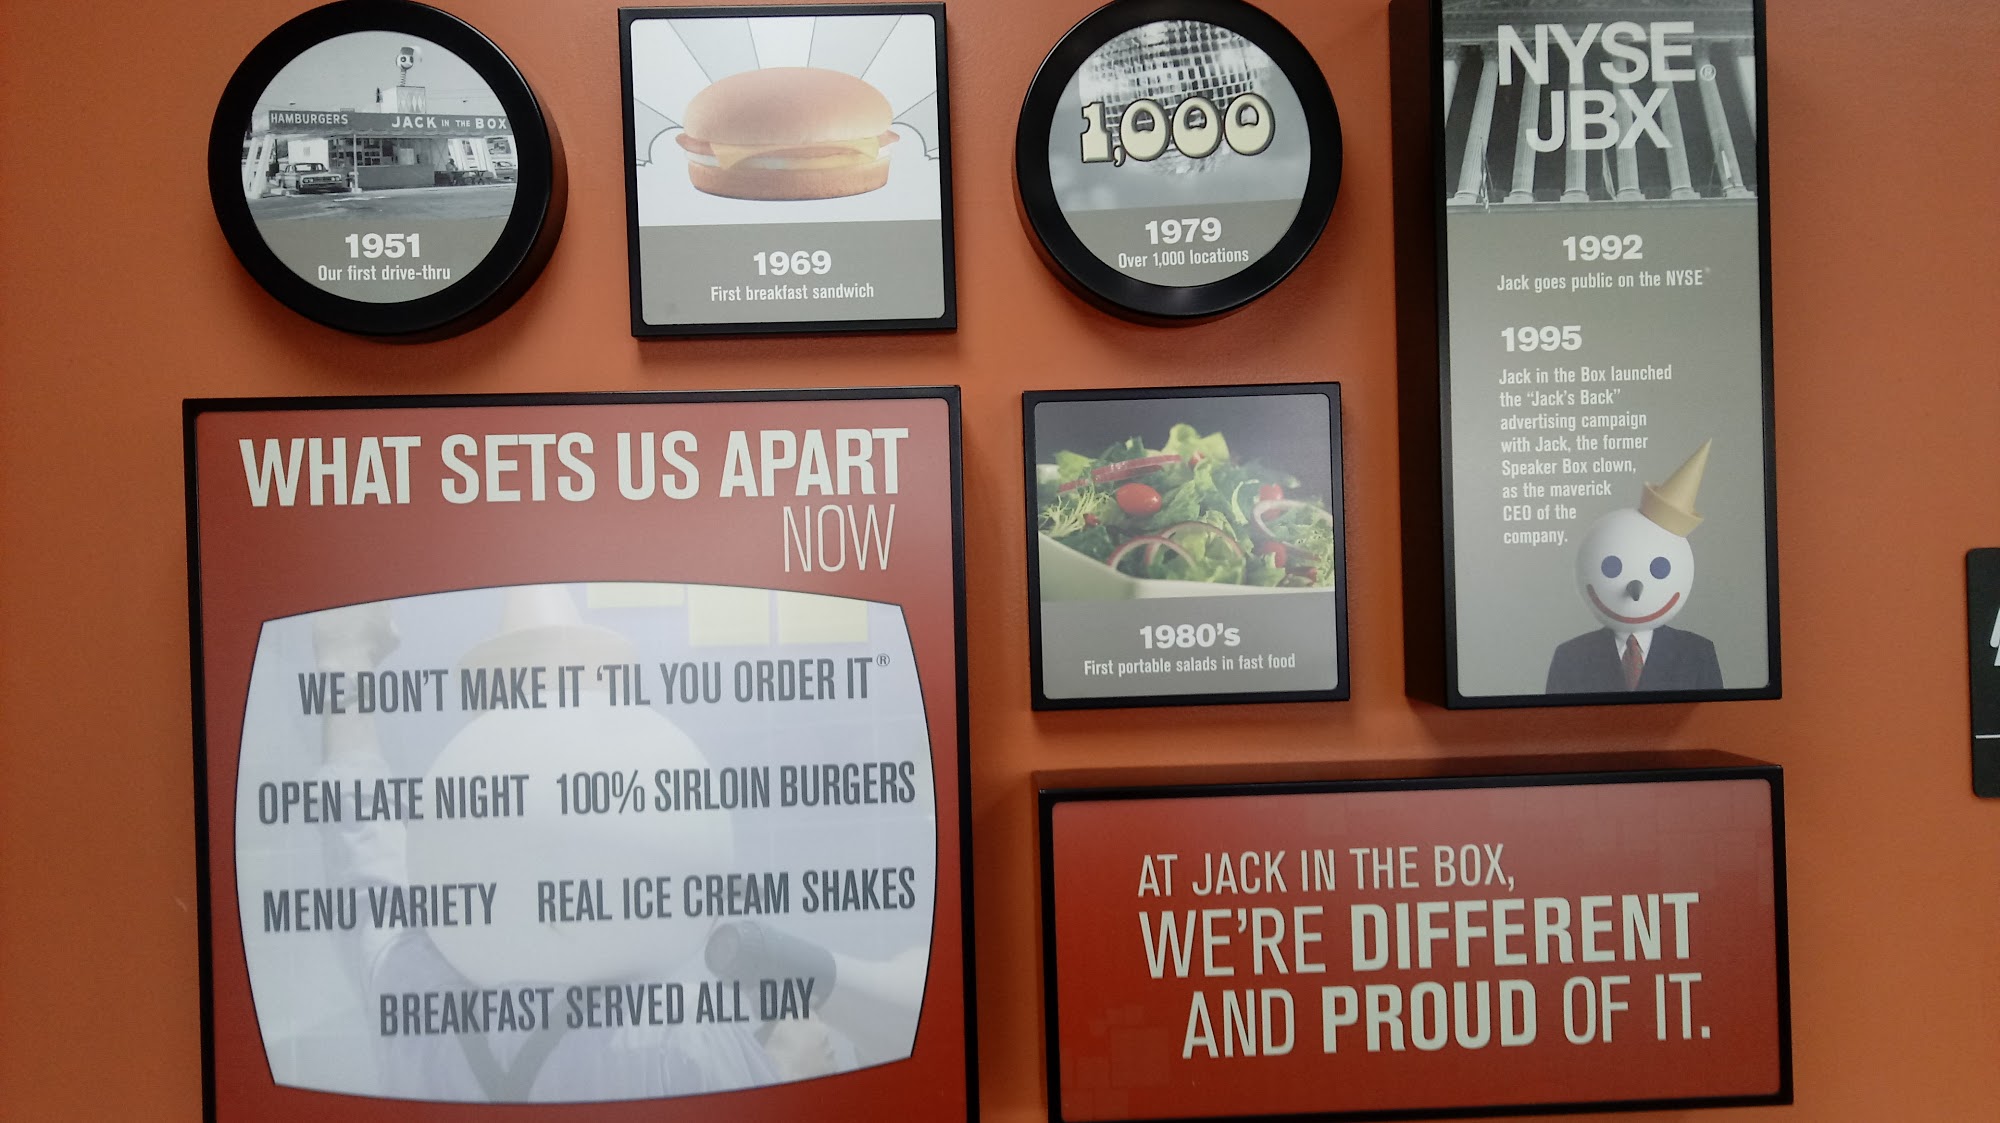 HAMBURGERS
JACK IN THE BOX
1951
Our first drive-thru
1969
First breakfast sandwich
1,000
1979
Over 1,000 locations
NYSE®
JBX
1992
Jack goes public on the NYSE®
1995
Jack in the Box launched
the “Jack’s Back”
advertising campaign
with Jack, the former
Speaker Box clown,
as the maverick
CEO of the
company.
WHAT SETS US APART
NOW
WE DON’T MAKE IT ‘TIL YOU ORDER IT®
OPEN LATE NIGHT 100% SIRLOIN BURGERS
MENU VARIETY REAL ICE CREAM SHAKES
BREAKFAST SERVED ALL DAY
1980’s
First portable salads in fast food
AT JACK IN THE BOX,
WE’RE DIFFERENT
AND PROUD OF IT.